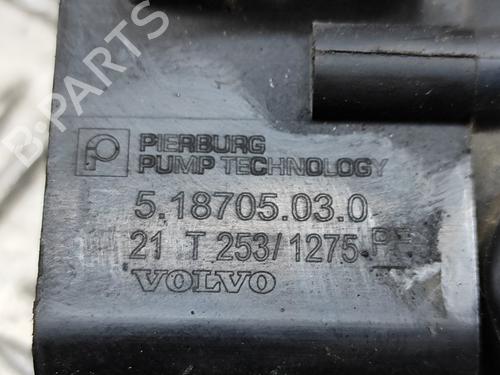 B-PARTS
PIERBURG
PUMP TECHNOLOGY
5.18705.03.0
21 T 253/1275
VOLVO